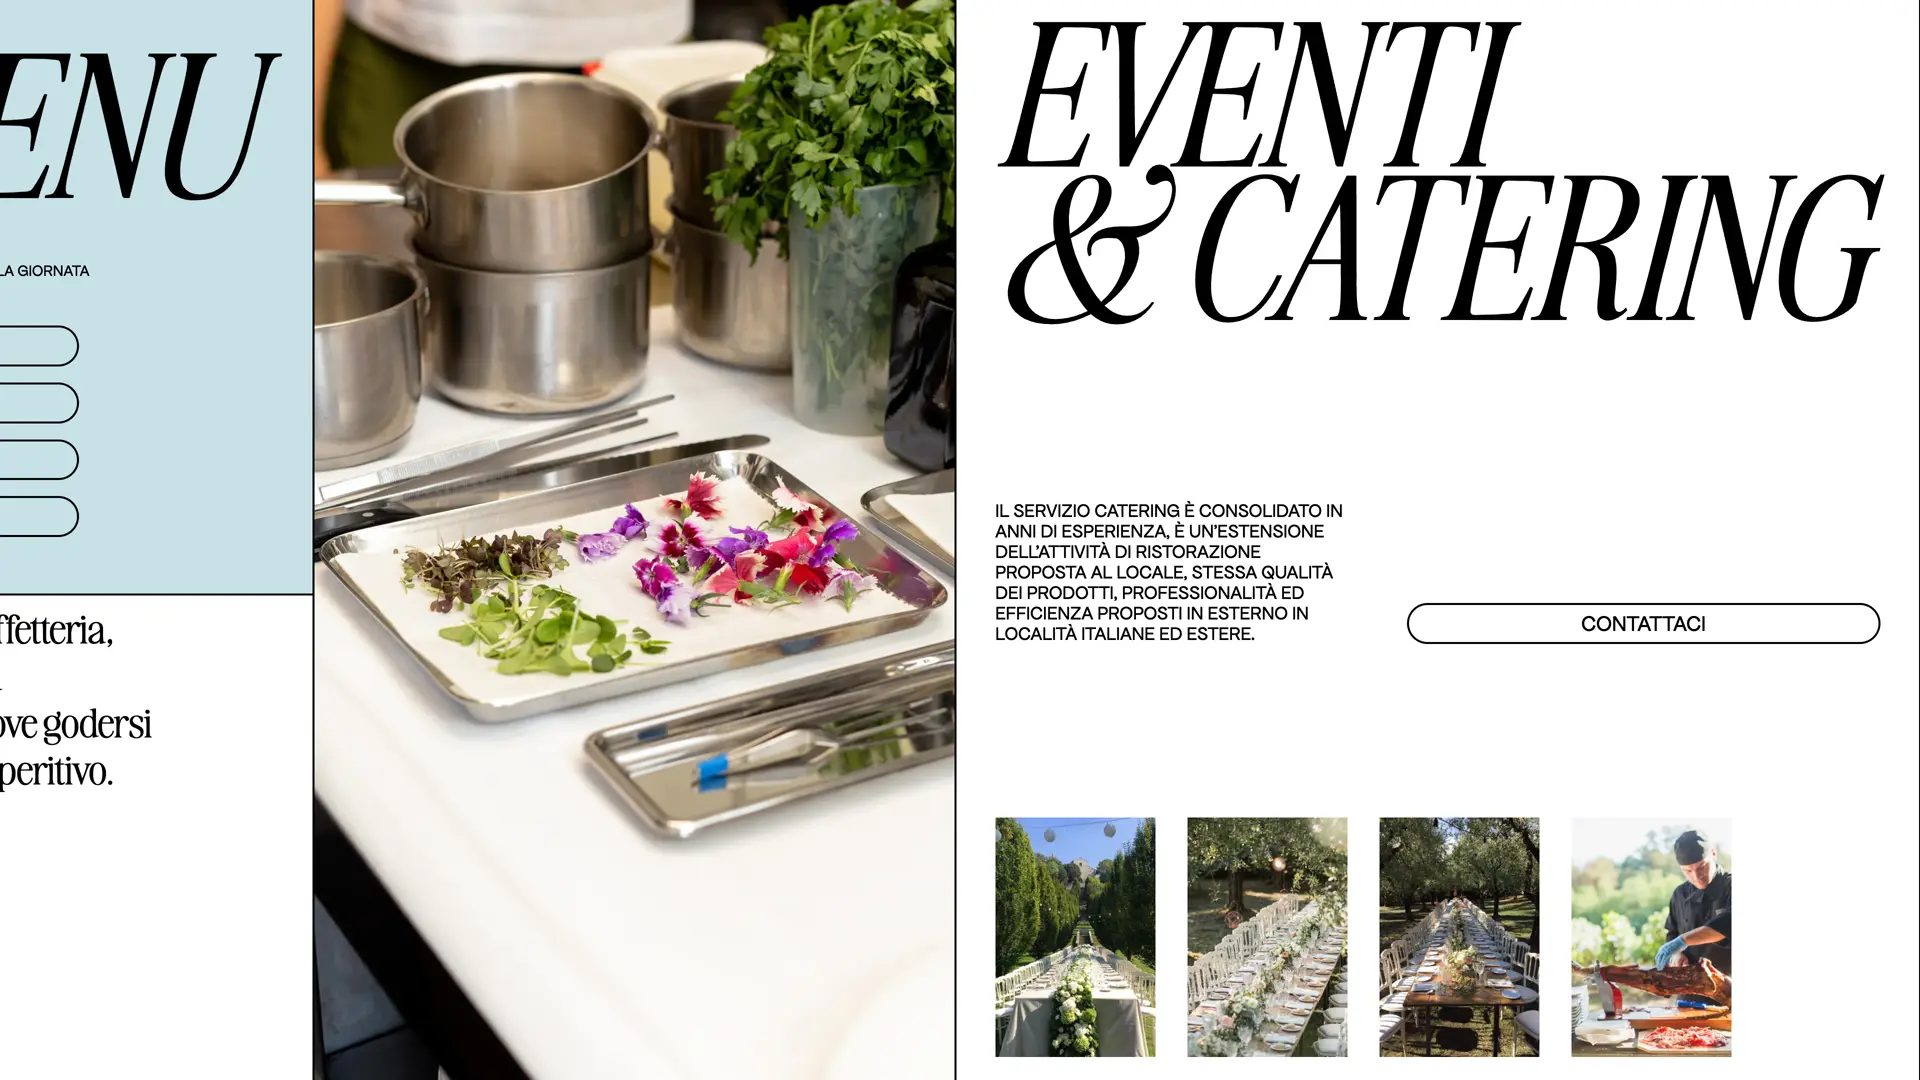 ENU
LA GIORNATA
ffetteria,
ove godersi
peritivo.
EVENTI
& CATERING
IL SERVIZIO CATERING È CONSOLIDATO IN
ANNI DI ESPERIENZA, È UN'ESTENSIONE
DELL'ATTIVITÀ DI RISTORAZIONE
PROPOSTA AL LOCALE, STESSA QUALITÀ
DEI PRODOTTI, PROFESSIONALITÀ ED
EFFICIENZA PROPOSTI IN ESTERNO IN
LOCALITÀ ITALIANE ED ESTERE.
CONTATTACI